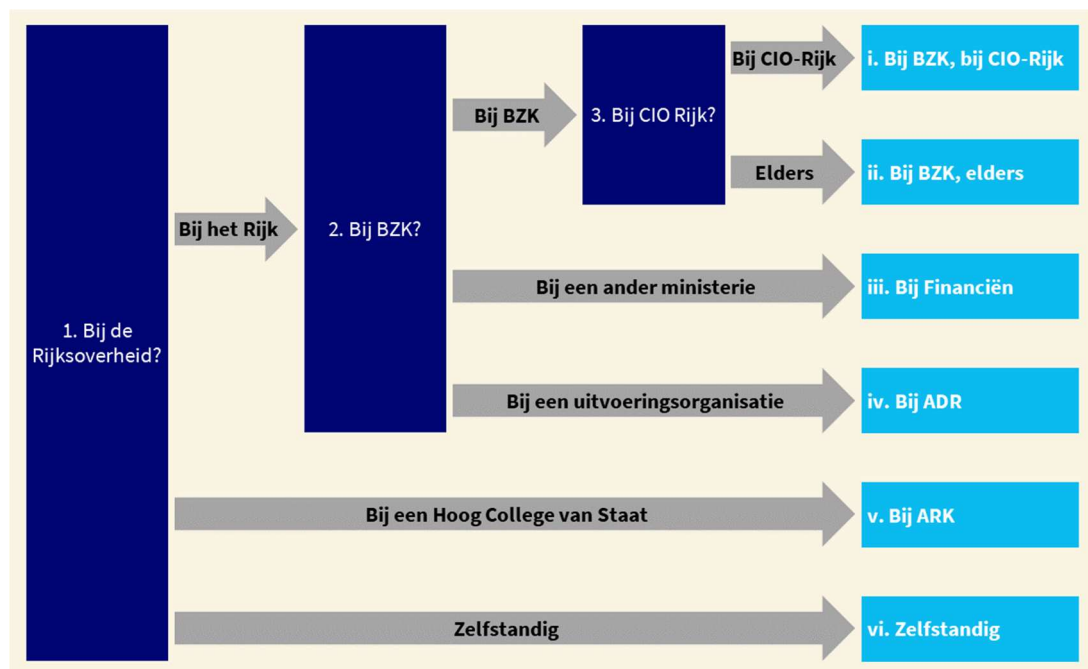 Bij CIO-Rijk
i. Bij BZK, bij CIO-Rijk
Bij BZK
3. Bij CIO Rijk?
Elders
ii. Bij BZK, elders
Bij het Rijk
2. Bij BZK?
Bij een ander ministerie
iii. Bij Financiën
1. Bij de
Rijksoverheid?
Bij een uitvoeringsorganisatie
iv. Bij ADR
Bij een Hoog College van Staat
v. Bij ARK
Zelfstandig
vi. Zelfstandig